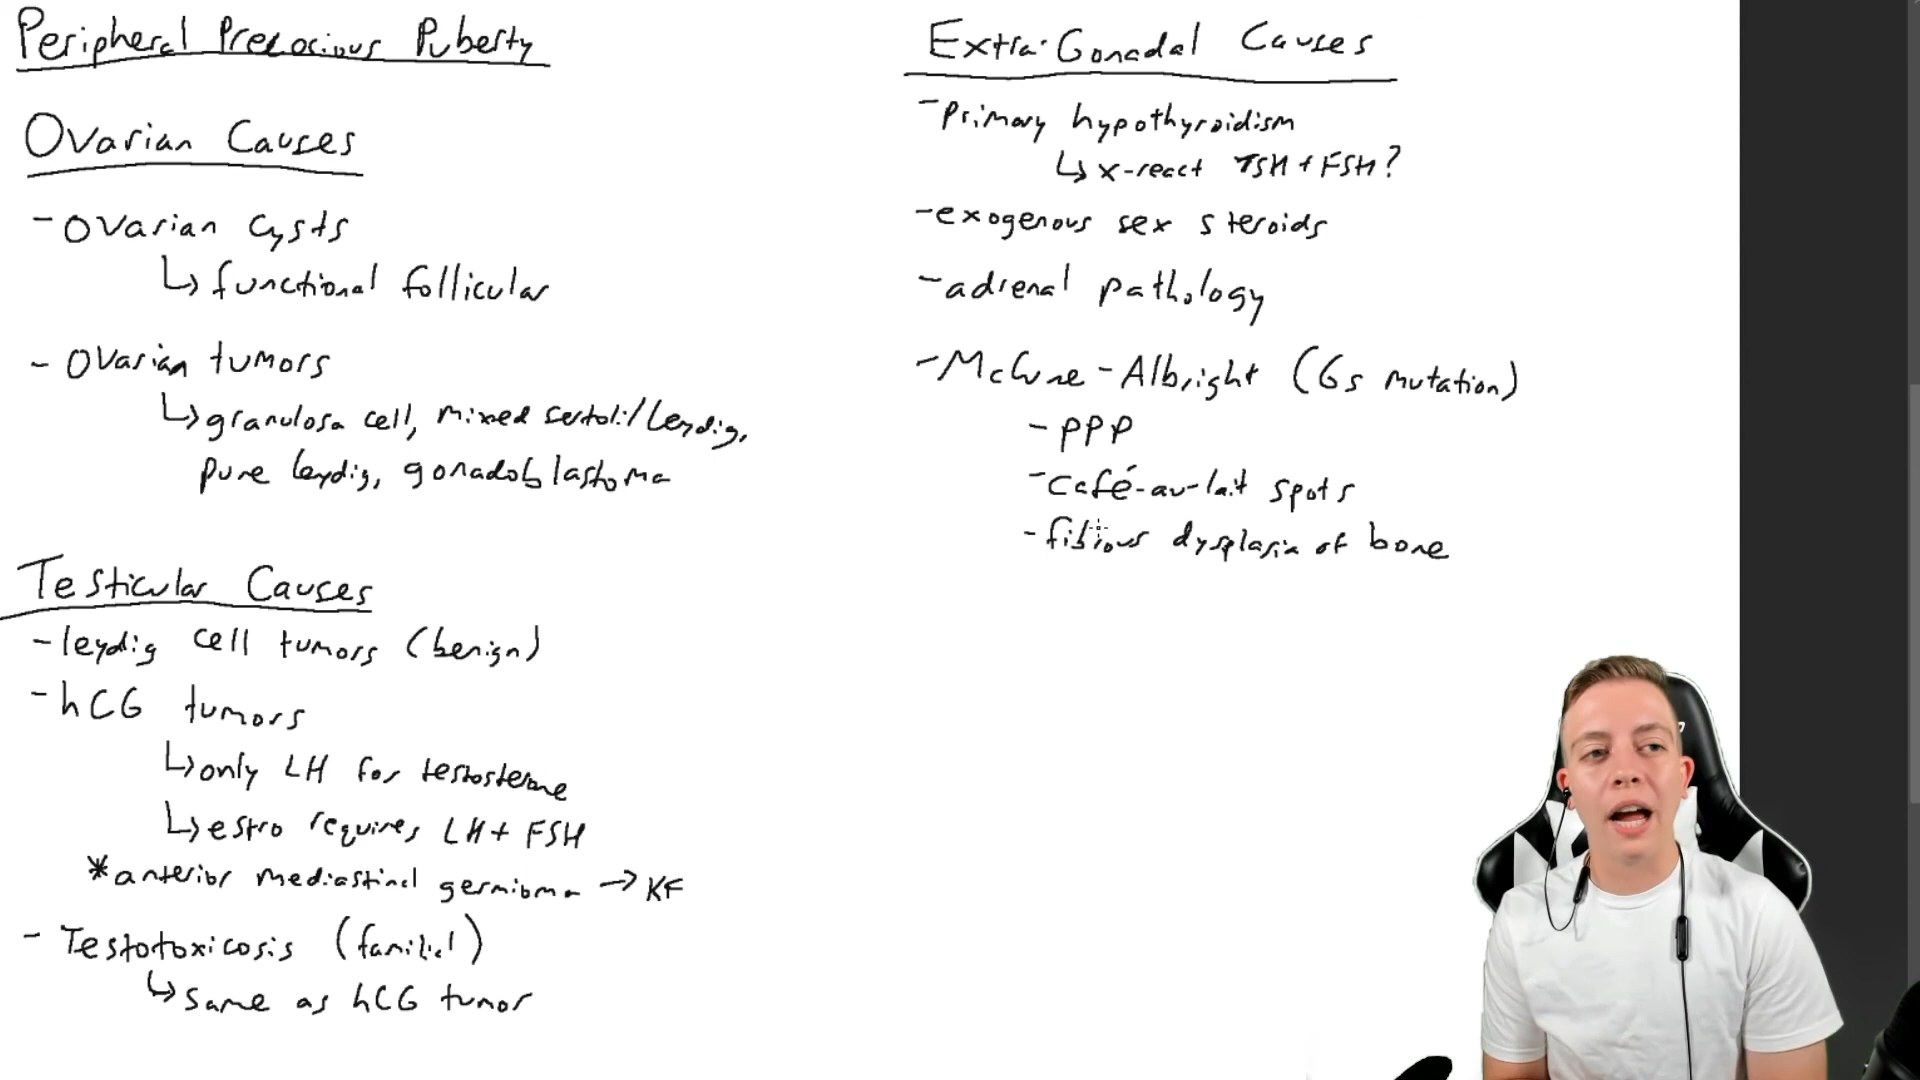 Peripheral Precocious Puberty
Ovarian Causes
- Ovarian Cysts
↳ functional follicular
- Ovarian tumors
↳ granulosa cell, mixed sertoli/leydig,
pure leydig, gonadoblastoma
Testicular Causes
- leydig cell tumors (benign)
- hCG tumors
↳ only LH for testosterone
↳ estro requires LH + FSH
* anterior mediastinal germinoma → KF
- Testotoxicosis (familial)
↳ same as hCG tumor
Extra-Gonadal Causes
- Primary hypothyroidism
↳ x-react TSH + FSH?
- exogenous sex steroids
- adrenal pathology
- McCune-Albright (Gs mutation)
- PPP
- café-au-lait spots
- fibrous dysplasia of bone